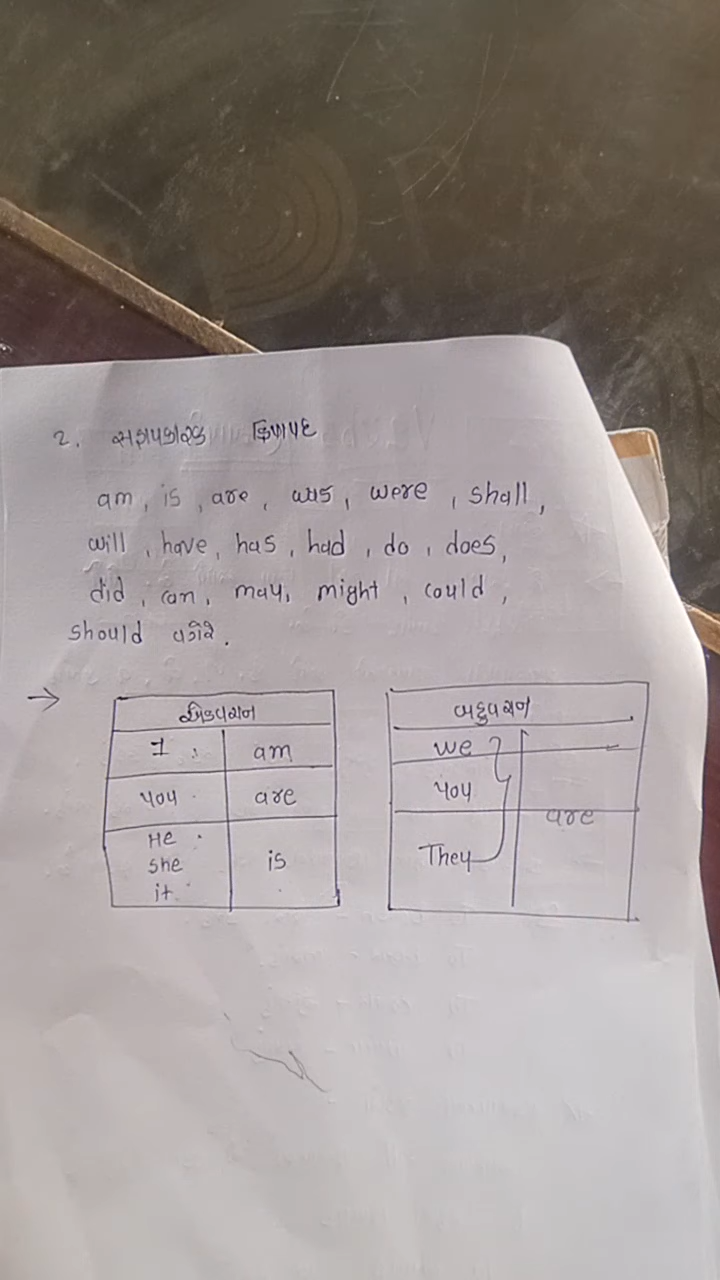 2. સહાયકારક ક્રિયાપદ
am, is, are, was, were, shall,
will, have, has, had, do, does,
did, can, may, might, could,
should વગેરે.
→
એકવચન
I am
you are
He
she is
it
બહુવચન
we
you
are
They